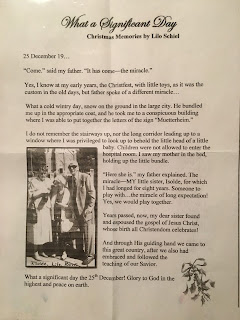 What a Significant Day
Christmas Memories by Lilo Schiel
25 December 19…
"Come." said my father. "It has come—the miracle."
Yes, I knew at my early years, the Christfest, with little toys, as it was the
custom in the old days, but father spoke of a different miracle…
What a cold wintry day, snow on the ground in the large city. He bundled
me up in the appropriate coat, and he took me to a conspicuous building
where I was able to put together the letters of the sign "Musterheim."
I do not remember the stairways up, nor the long corridor leading up to a
window where I was privileged to look up to behold the little head of a little
baby. Children were not allowed to enter the
hospital room. I saw my mother in the bed,
holding up the little bundle.
"Here she is." my father explained. The
miracle—MY little sister, Isolde, for which
I had longed for eight years. Someone to
play with…the miracle of long expectation!
Yes, we would play together.
Years passed, now, my dear sister found
and espoused the gospel of Jesus Christ,
whose birth all Christendom celebrates!
And through His guiding hand we came to
this great country, after we also had
embraced and followed the
teaching of our Savior.
What a significant day the 25th December! Glory to God in the
highest and peace on earth.